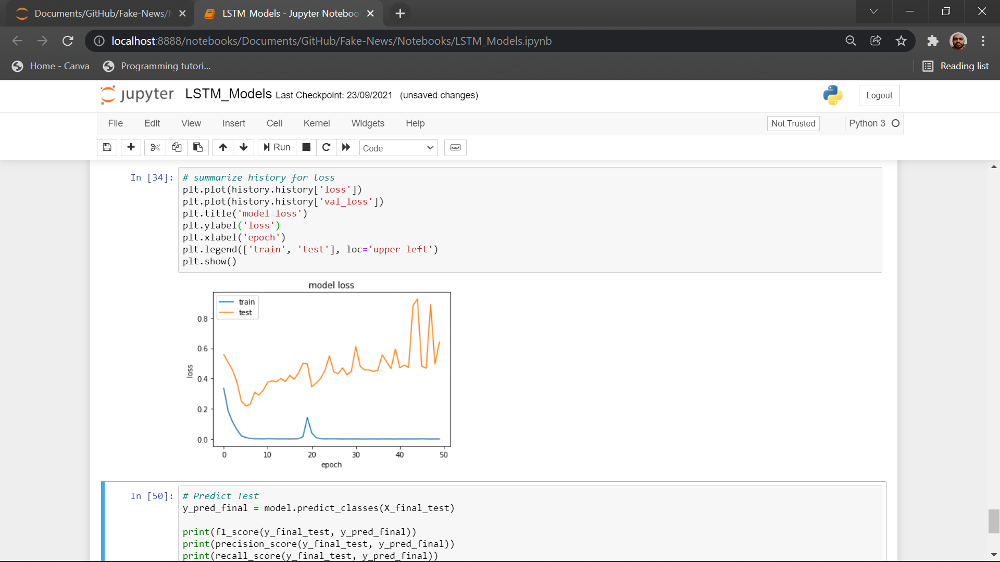 Documents/GitHub/Fake-News/
LSTM_Models - Jupyter Noteboo
localhost:8888/notebooks/Documents/GitHub/Fake-News/Notebooks/LSTM_Models.ipynb
Home - Canva
Programming tutori...
Reading list
jupyter
LSTM_Models Last Checkpoint: 23/09/2021 (unsaved changes)
Logout
File Edit View Insert Cell Kernel Widgets Help
Not Trusted
Python 3
Run
Code
In [34]:
# summarize history for loss
plt.plot(history.history['loss'])
plt.plot(history.history['val_loss'])
plt.title('model loss')
plt.ylabel('loss')
plt.xlabel('epoch')
plt.legend(['train', 'test'], loc='upper left')
plt.show()
model loss
train
test
0.8
0.6
0.4
0.2
0.0
loss
0 10 20 30 40 50
epoch
In [50]:
# Predict Test
y_pred_final = model.predict_classes(X_final_test)
print(f1_score(y_final_test, y_pred_final))
print(precision_score(y_final_test, y_pred_final))
print(recall_score(y_final_test, y_pred_final))